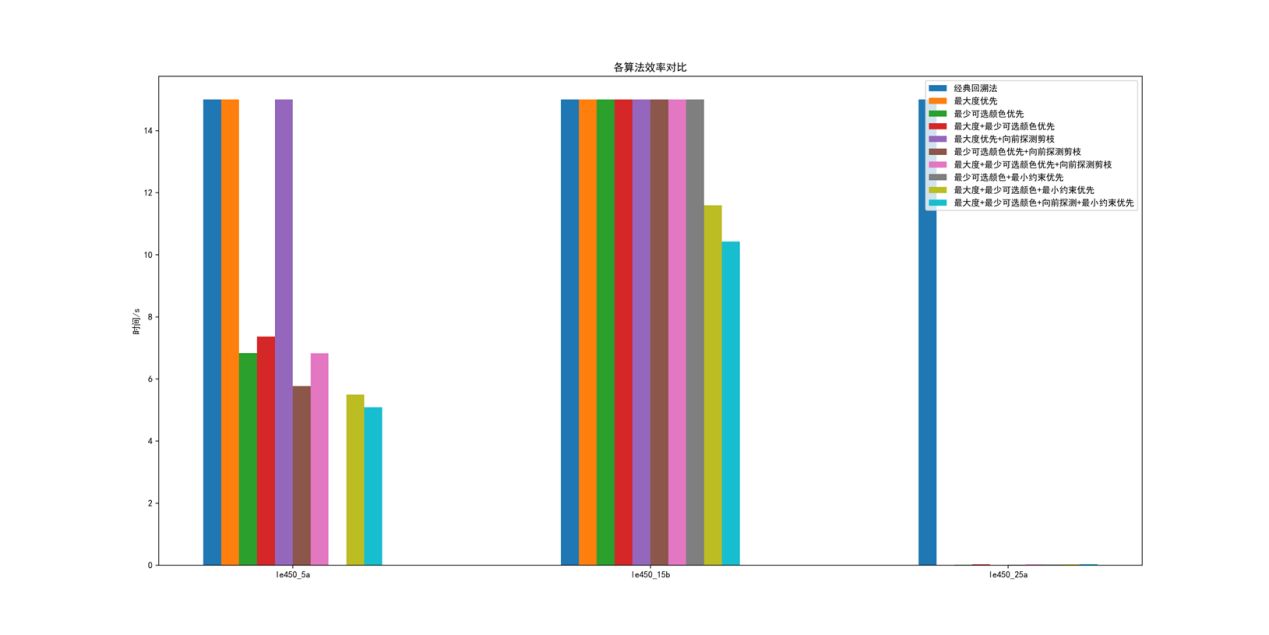 各算法效率对比
经典回溯法
最大度优先
最少可选颜色优先
最大度+最少可选颜色优先
最大度优先+向前探测剪枝
最少可选颜色优先+向前探测剪枝
最大度+最少可选颜色优先+向前探测剪枝
最少可选颜色+最小约束优先
最大度+最少可选颜色+最小约束优先
最大度+最少可选颜色+向前探测+最小约束优先
时间/s
14
12
10
8
6
4
2
0
le450_5a
le450_15b
le450_25a